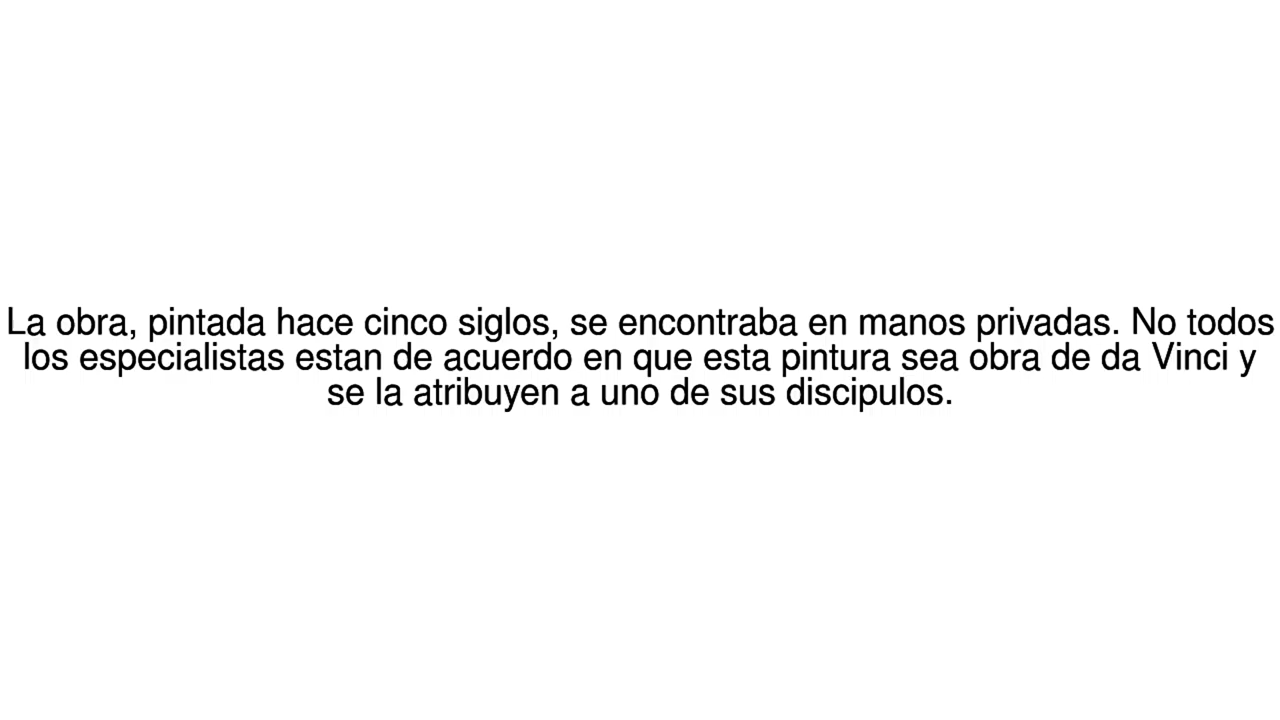 La obra, pintada hace cinco siglos, se encontraba en manos privadas. No todos
los especialistas estan de acuerdo en que esta pintura sea obra de da Vinci y
se la atribuyen a uno de sus discipulos.